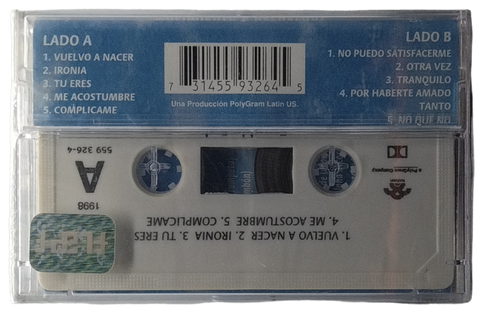 LADO A
1. VUELVO A NACER
2. IRONIA
3. TU ERES
4. ME ACOSTUMBRE
5. COMPLICAME
7 31455 93264 5
Una Producción PolyGram Latin US.
LADO B
1. NO PUEDO SATISFACERME
2. OTRA VEZ
3. TRANQUILO
4. POR HABERTE AMADO
TANTO
1. VUELVO A NACER 2. IRONIA 3. TU ERES
4. ME ACOSTUMBRE 5. COMPLICAME
1998
A
559 326-4
a PolyGram Company